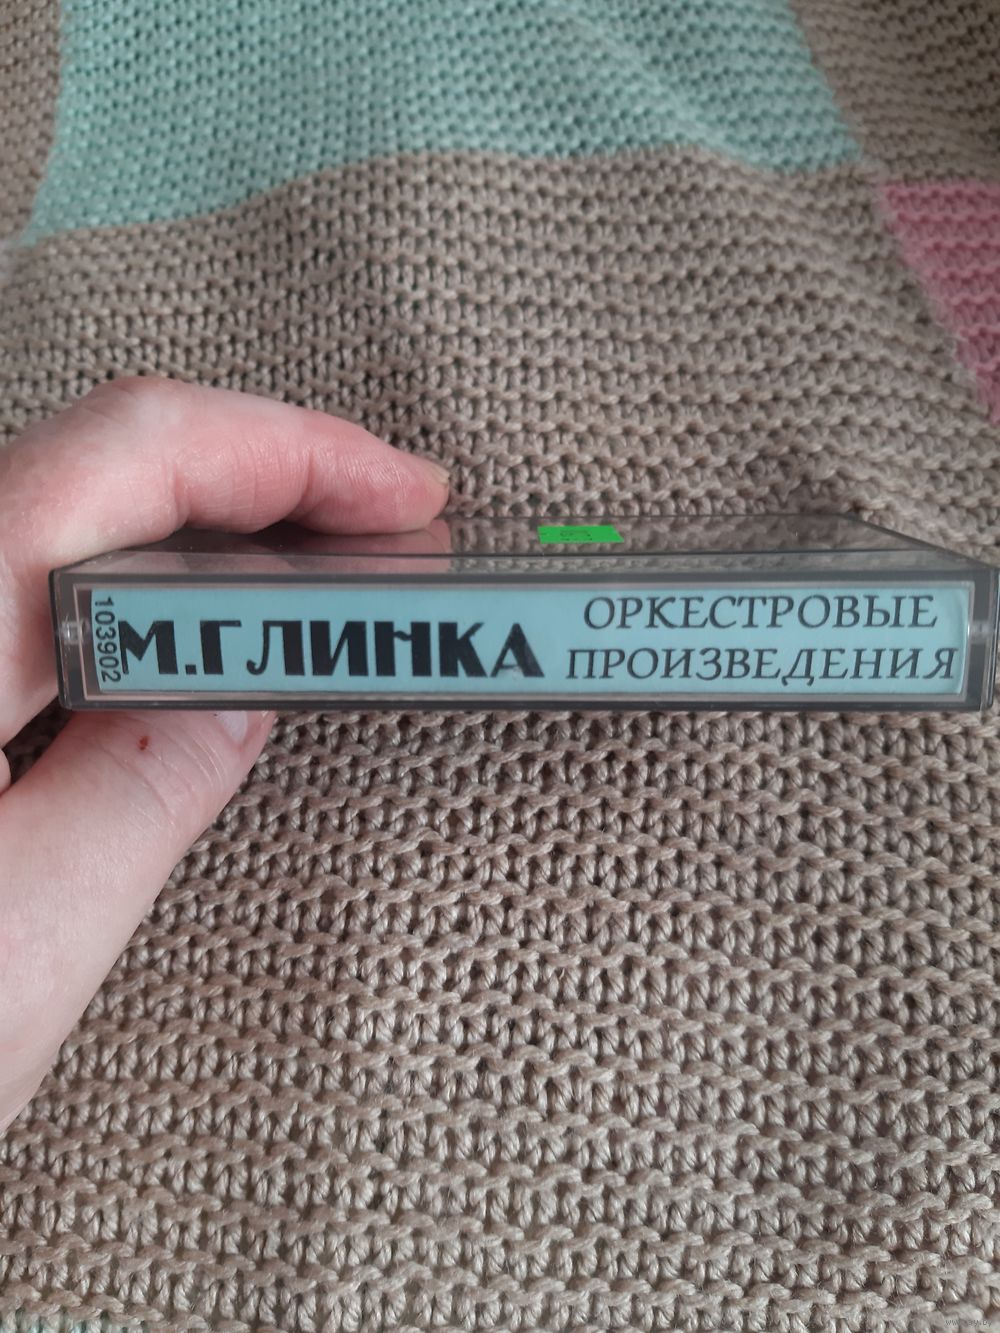 103902
М.ГЛИНКА
ОРКЕСТРОВЫЕ
ПРОИЗВЕДЕНИЯ